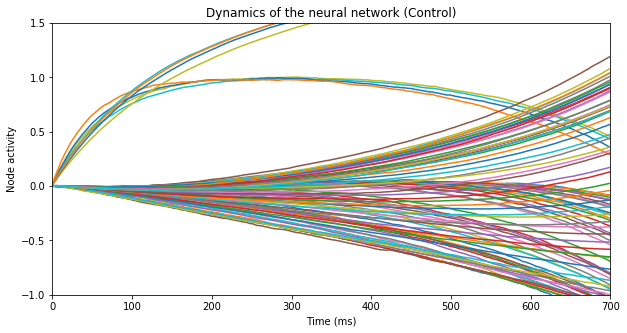 Dynamics of the neural network (Control)
1.5
1.0
0.5
0.0
−0.5
−1.0
Node activity
0 100 200 300 400 500 600 700
Time (ms)